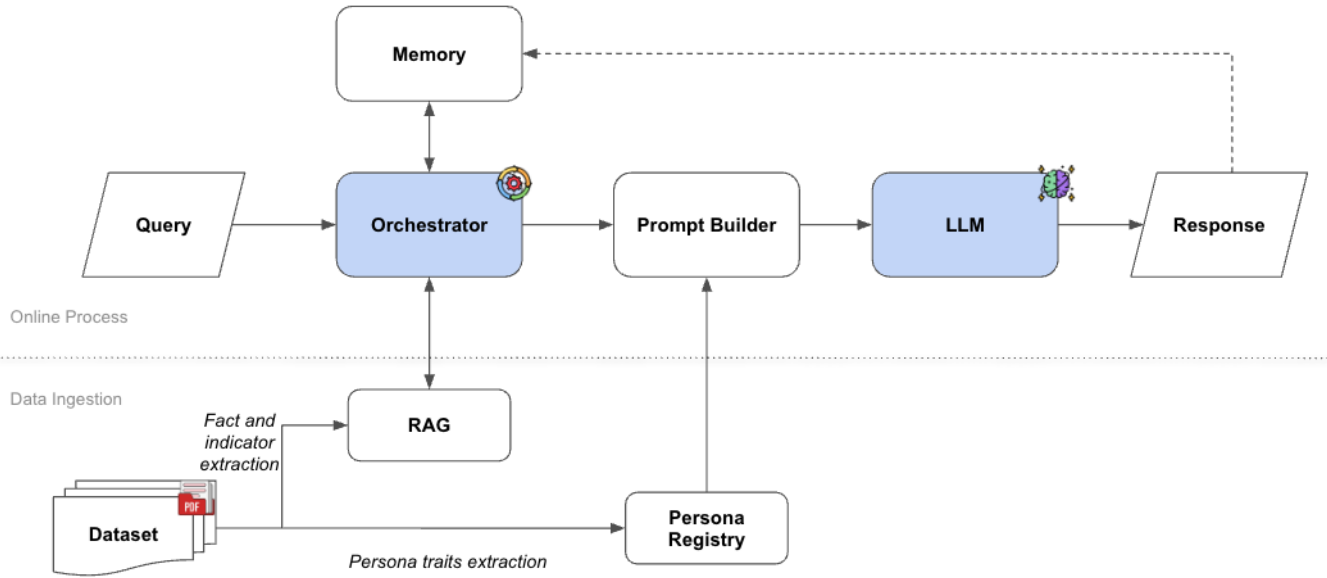 Memory
Query
Orchestrator
Prompt Builder
LLM
Response
Online Process
Data Ingestion
Fact and
indicator
extraction
RAG
PDF
Dataset
Persona
Registry
Persona traits extraction